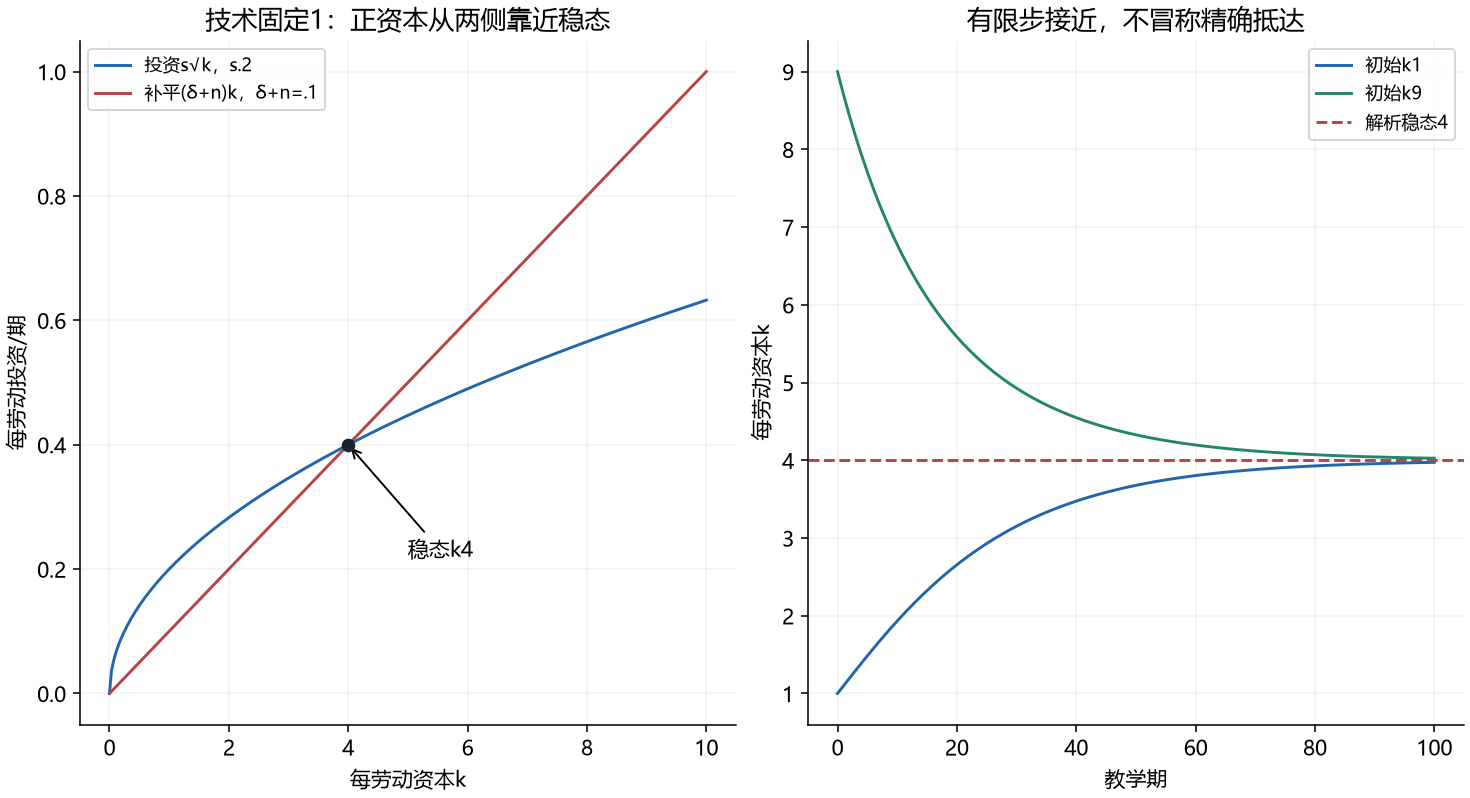 技术固定1：正资本从两侧靠近稳态
投资s√k，s.2
补平(δ+n)k，δ+n=.1
1.0
0.8
0.6
0.4
0.2
0.0
每劳动投资/期
稳态k4
0 2 4 6 8 10
每劳动资本k
有限步接近，不冒称精确抵达
初始k1
初始k9
解析稳态4
9
8
7
6
5
4
3
2
1
每劳动资本k
0 20 40 60 80 100
教学期